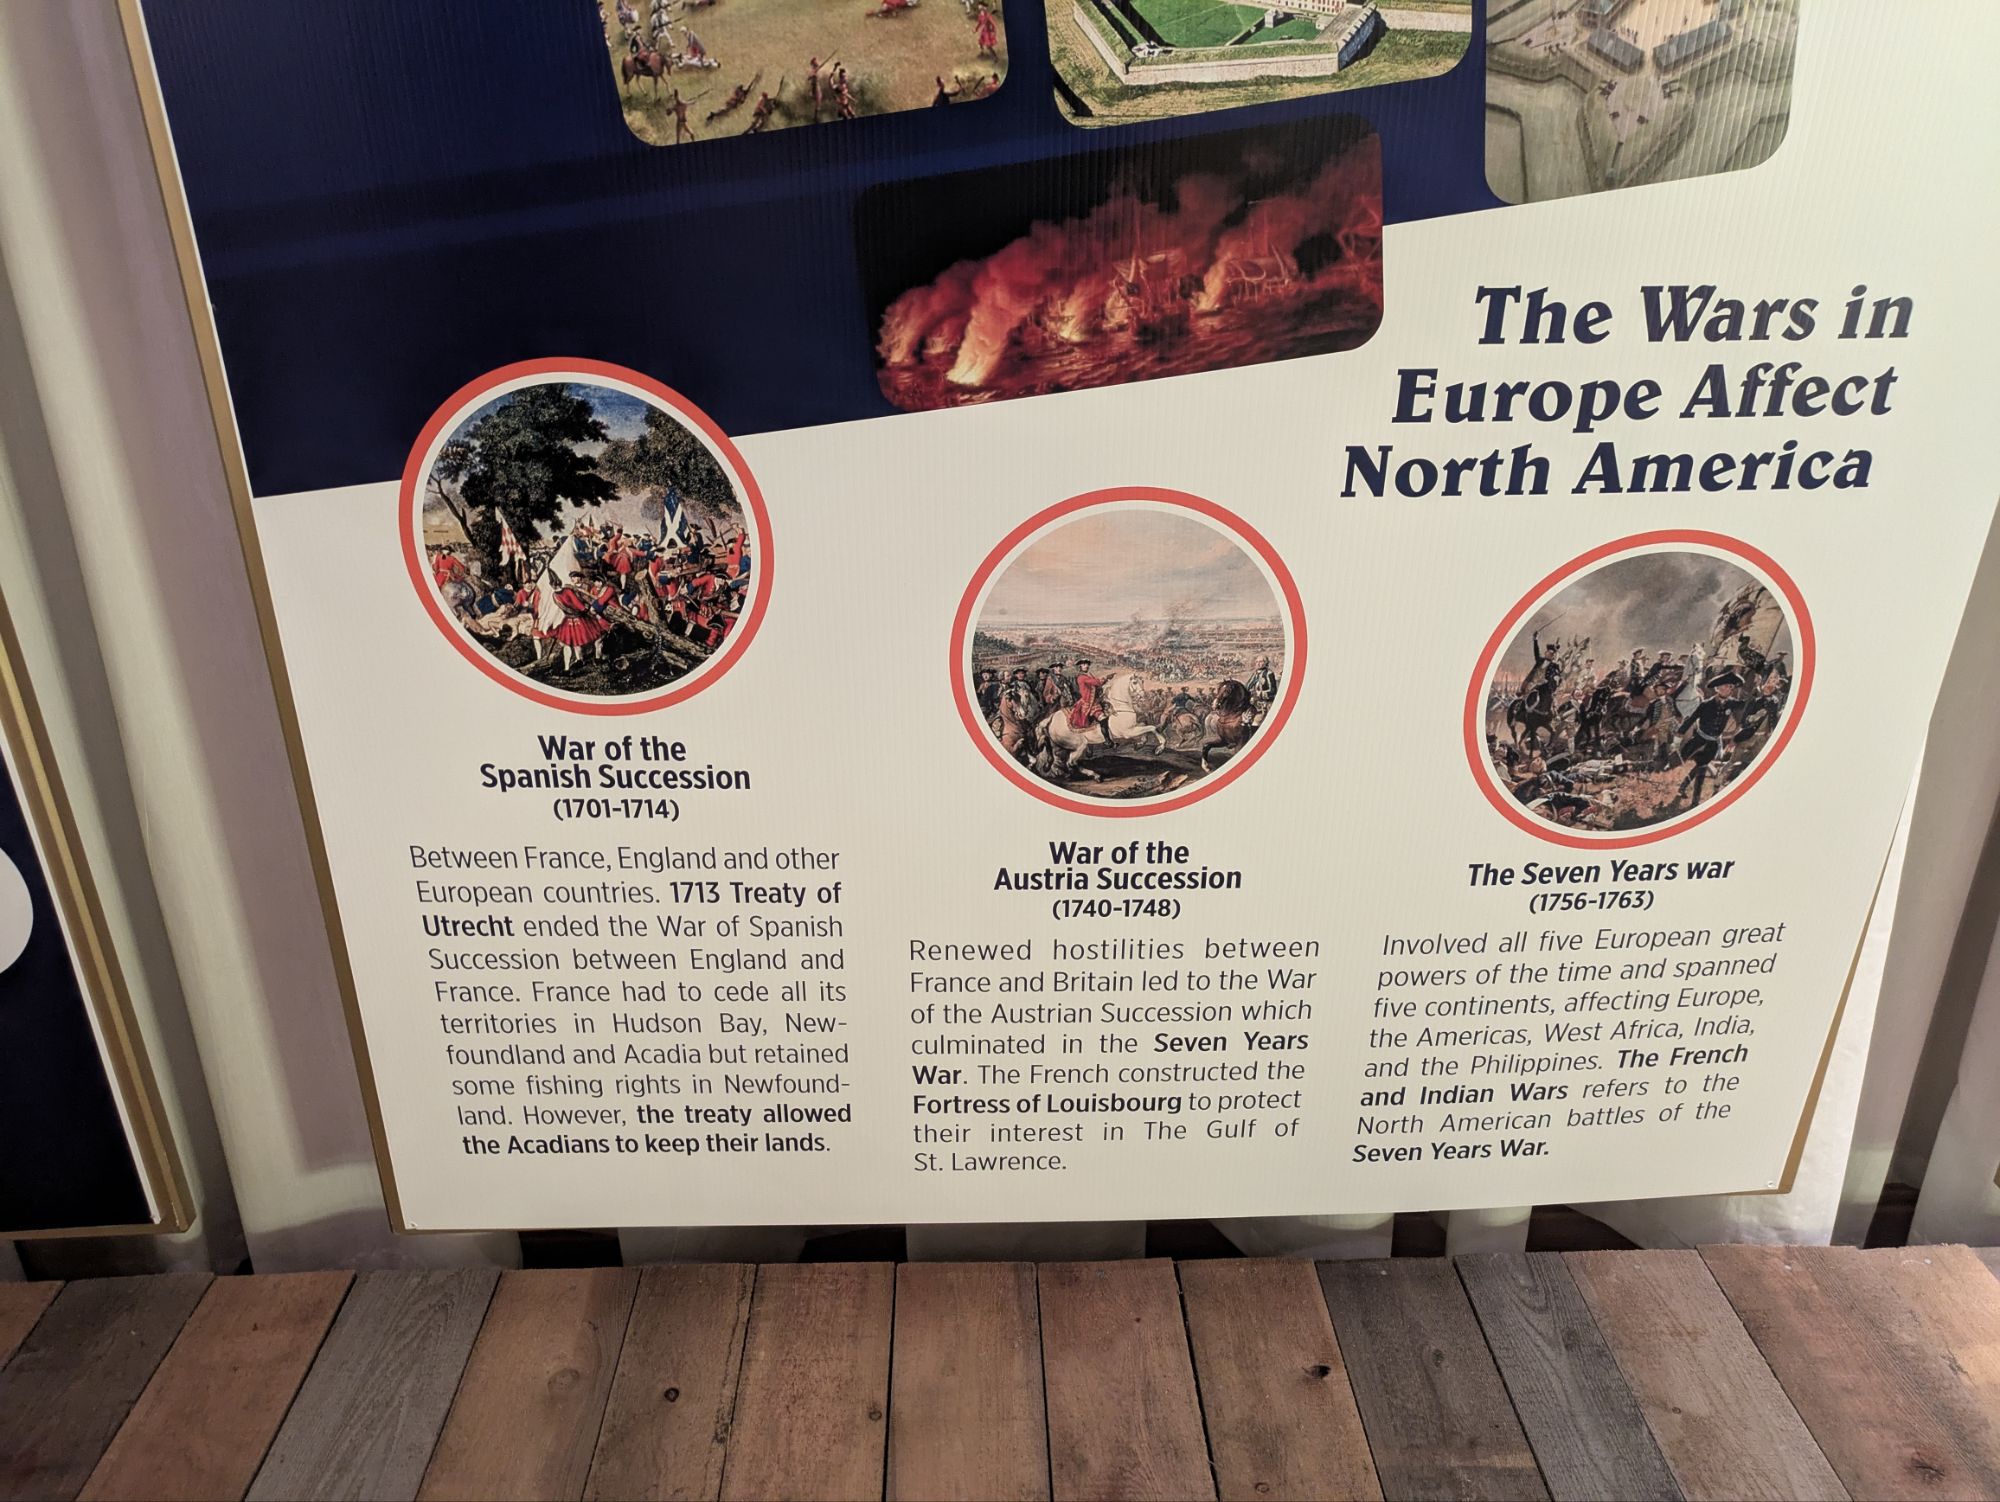 The Wars in
Europe Affect
North America
War of the
Spanish Succession
(1701-1714)
Between France, England and other
European countries. 1713 Treaty of
Utrecht ended the War of Spanish
Succession between England and
France. France had to cede all its
territories in Hudson Bay, New-
foundland and Acadia but retained
some fishing rights in Newfound-
land. However, the treaty allowed
the Acadians to keep their lands.
War of the
Austria Succession
(1740-1748)
Renewed hostilities between
France and Britain led to the War
of the Austrian Succession which
culminated in the Seven Years
War. The French constructed the
Fortress of Louisbourg to protect
their interest in The Gulf of
St. Lawrence.
The Seven Years war
(1756-1763)
Involved all five European great
powers of the time and spanned
five continents, affecting Europe,
the Americas, West Africa, India,
and the Philippines. The French
and Indian Wars refers to the
North American battles of the
Seven Years War.